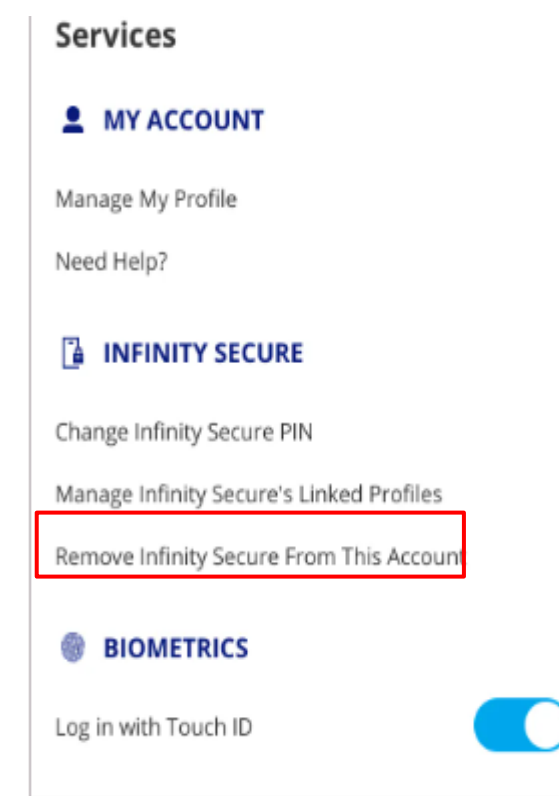 Services
MY ACCOUNT
Manage My Profile
Need Help?
INFINITY SECURE
Change Infinity Secure PIN
Manage Infinity Secure's Linked Profiles
Remove Infinity Secure From This Account
BIOMETRICS
Log in with Touch ID